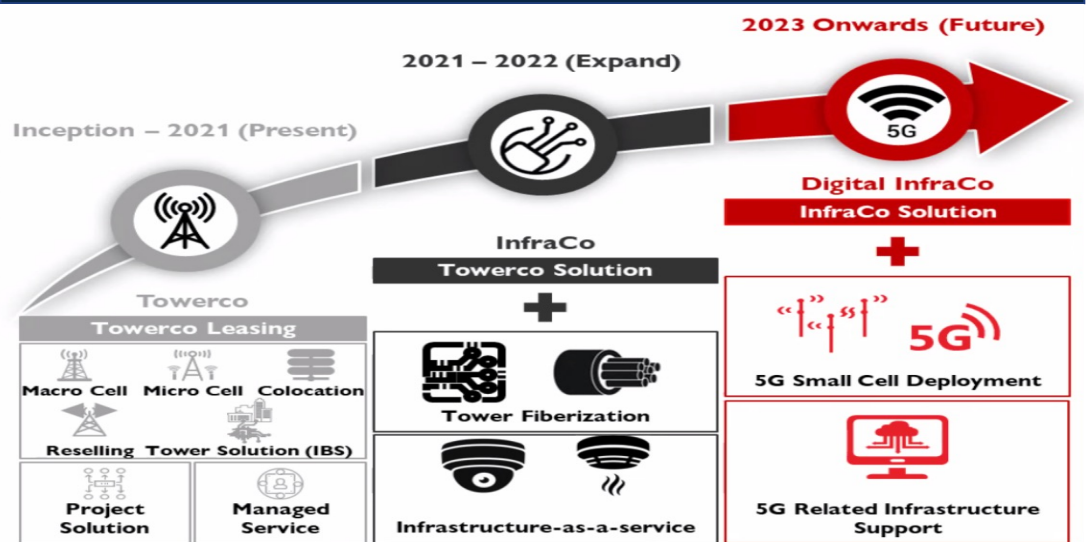 2023 Onwards (Future)
2021 – 2022 (Expand)
Inception – 2021 (Present)
5G
Digital InfraCo
InfraCo Solution
InfraCo
Towerco Solution
Towerco
Towerco Leasing
Macro Cell Micro Cell Colocation
Reselling Tower Solution (IBS)
Project
Solution
Managed
Service
Tower Fiberization
Infrastructure-as-a-service
5G
5G Small Cell Deployment
5G Related Infrastructure
Support